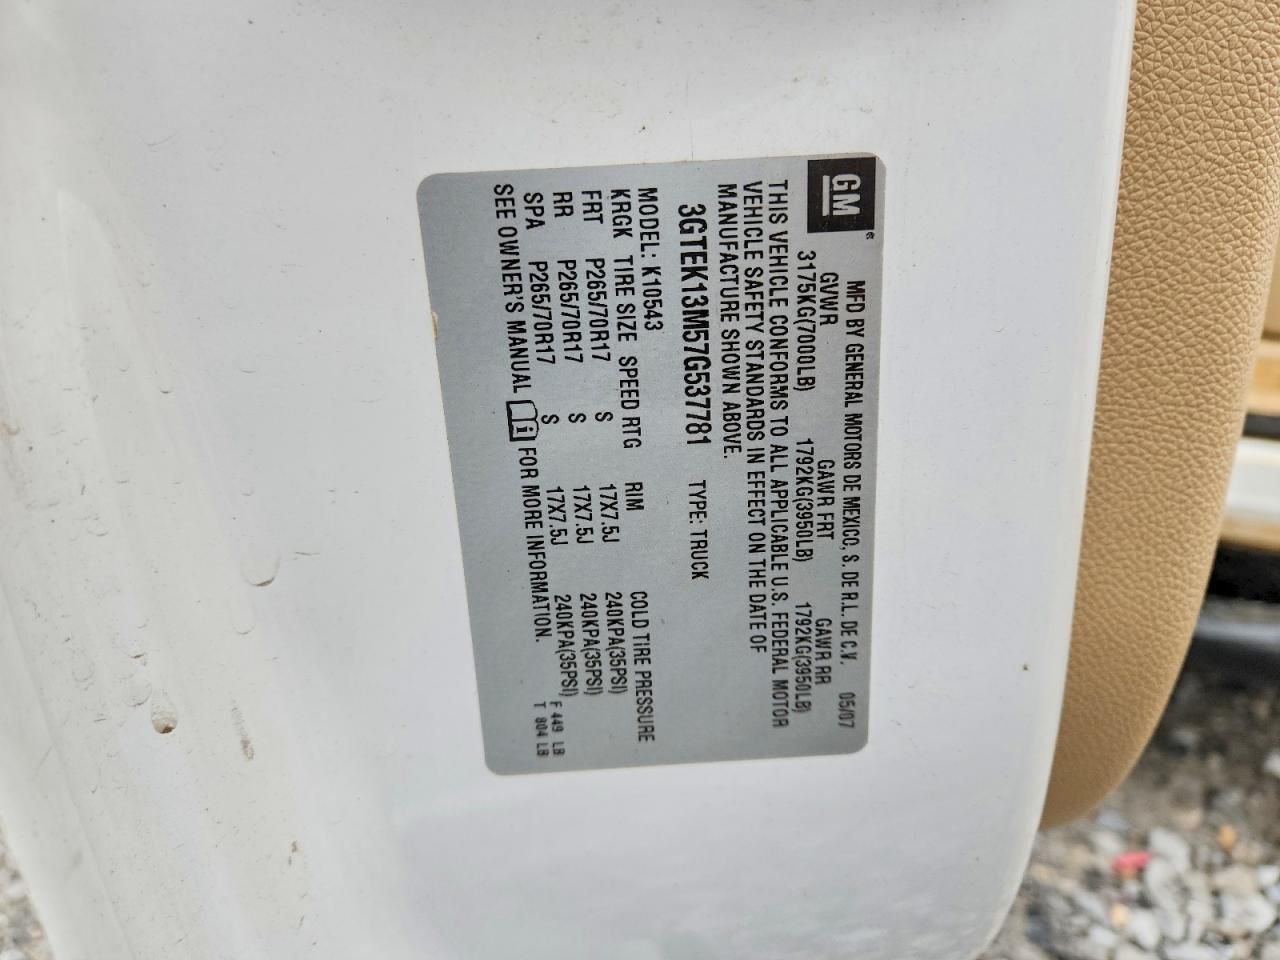 GM
MFD BY GENERAL MOTORS DE MEXICO, S. DE R.L. DE C.V. 05/07
GVWR GAWR FRT GAWR RR
3175KG(7000LB) 1792KG(3950LB) 1792KG(3950LB)
THIS VEHICLE CONFORMS TO ALL APPLICABLE U.S. FEDERAL MOTOR
VEHICLE SAFETY STANDARDS IN EFFECT ON THE DATE OF
MANUFACTURE SHOWN ABOVE.
3GTEK13M57G537781 TYPE: TRUCK
MODEL: K10543
KRGK TIRE SIZE SPEED RTG RIM COLD TIRE PRESSURE
FRT P265/70R17 S 17X7.5J 240KPA(35PSI)
RR P265/70R17 S 17X7.5J 240KPA(35PSI)
SPA P265/70R17 S 17X7.5J 240KPA(35PSI)
SEE OWNER'S MANUAL i FOR MORE INFORMATION.
F 449 LB
T 804 LB